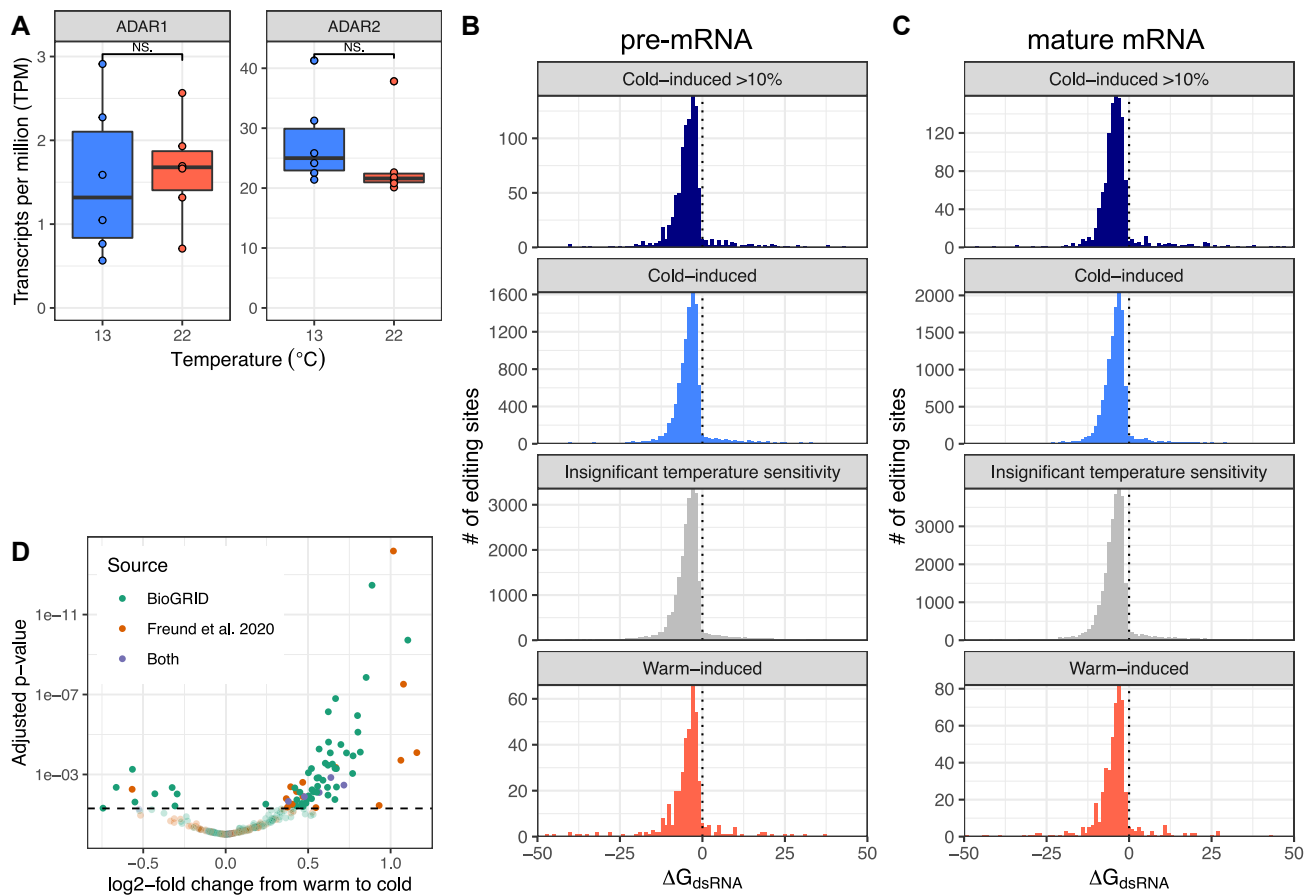 A
ADAR1
ADAR2
NS.
NS.
Transcripts per million (TPM)
3
2
1
0
40
30
20
10
0
13
22
13
22
Temperature (°C)
B
pre-mRNA
Cold-induced >10%
100
50
0
Cold-induced
1600
1200
800
400
0
Insignificant temperature sensitivity
3000
2000
1000
0
Warm-induced
60
40
20
0
# of editing sites
−50
−25
0
25
50
ΔGdsRNA
C
mature mRNA
Cold-induced >10%
120
80
40
0
Cold-induced
2000
1500
1000
500
0
Insignificant temperature sensitivity
3000
2000
1000
0
Warm-induced
80
60
40
20
0
# of editing sites
−50
−25
0
25
50
ΔGdsRNA
D
Source
BioGRID
Freund et al. 2020
Both
Adjusted p-value
1e-11
1e-07
1e-03
−0.5
0.0
0.5
1.0
log2-fold change from warm to cold